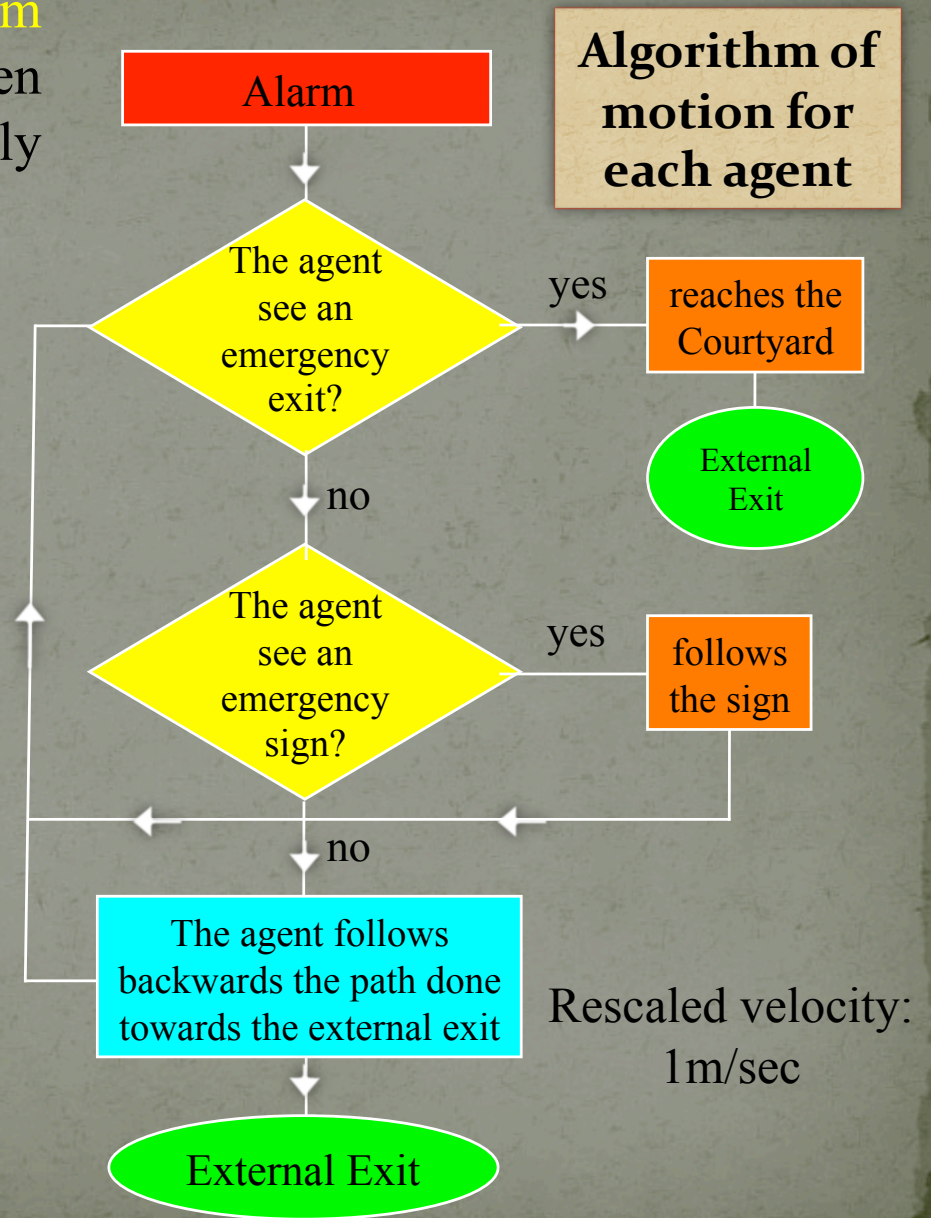 m
en
ly
Algorithm of
motion for
each agent
Alarm
The agent
see an
emergency
exit?
yes
reaches the
Courtyard
External
Exit
no
The agent
see an
emergency
sign?
yes
follows
the sign
no
The agent follows
backwards the path done
towards the external exit
Rescaled velocity:
1m/sec
External Exit